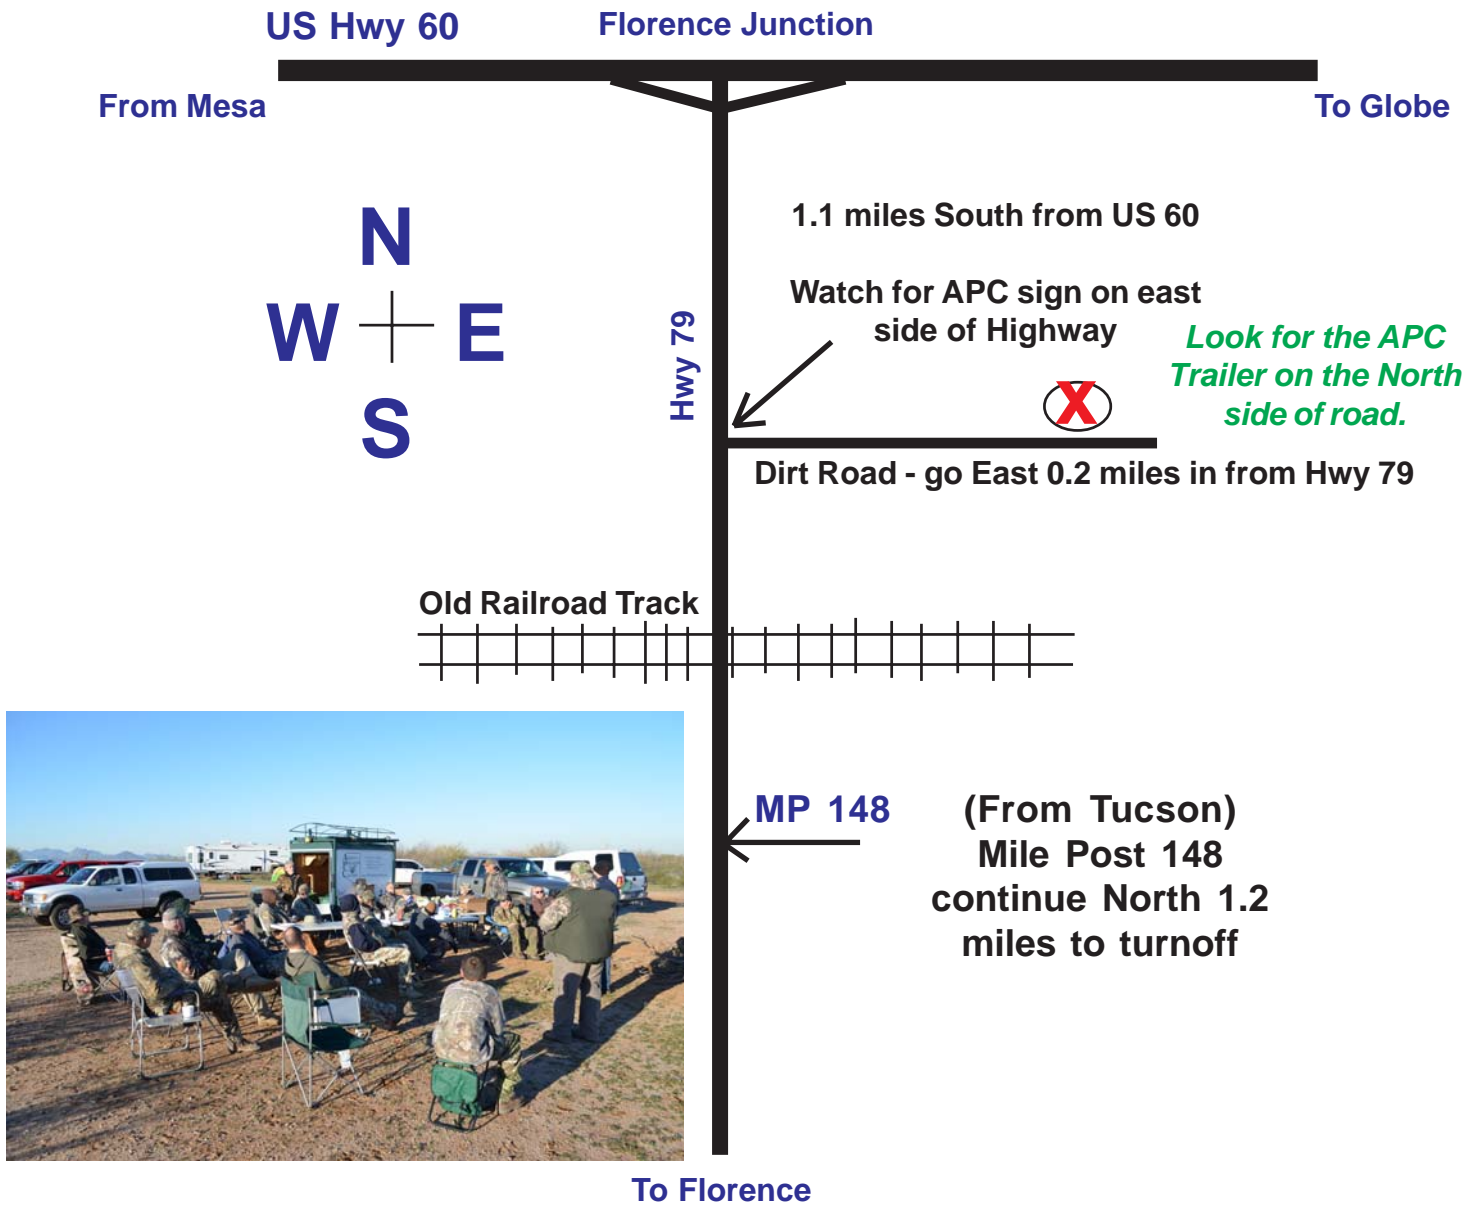 US Hwy 60
Florence Junction
From Mesa
To Globe
N
W
E
S
1.1 miles South from US 60
Watch for APC sign on east
side of Highway
Hwy 79
Look for the APC
Trailer on the North
side of road.
X
Dirt Road - go East 0.2 miles in from Hwy 79
Old Railroad Track
MP 148
(From Tucson)
Mile Post 148
continue North 1.2
miles to turnoff
To Florence